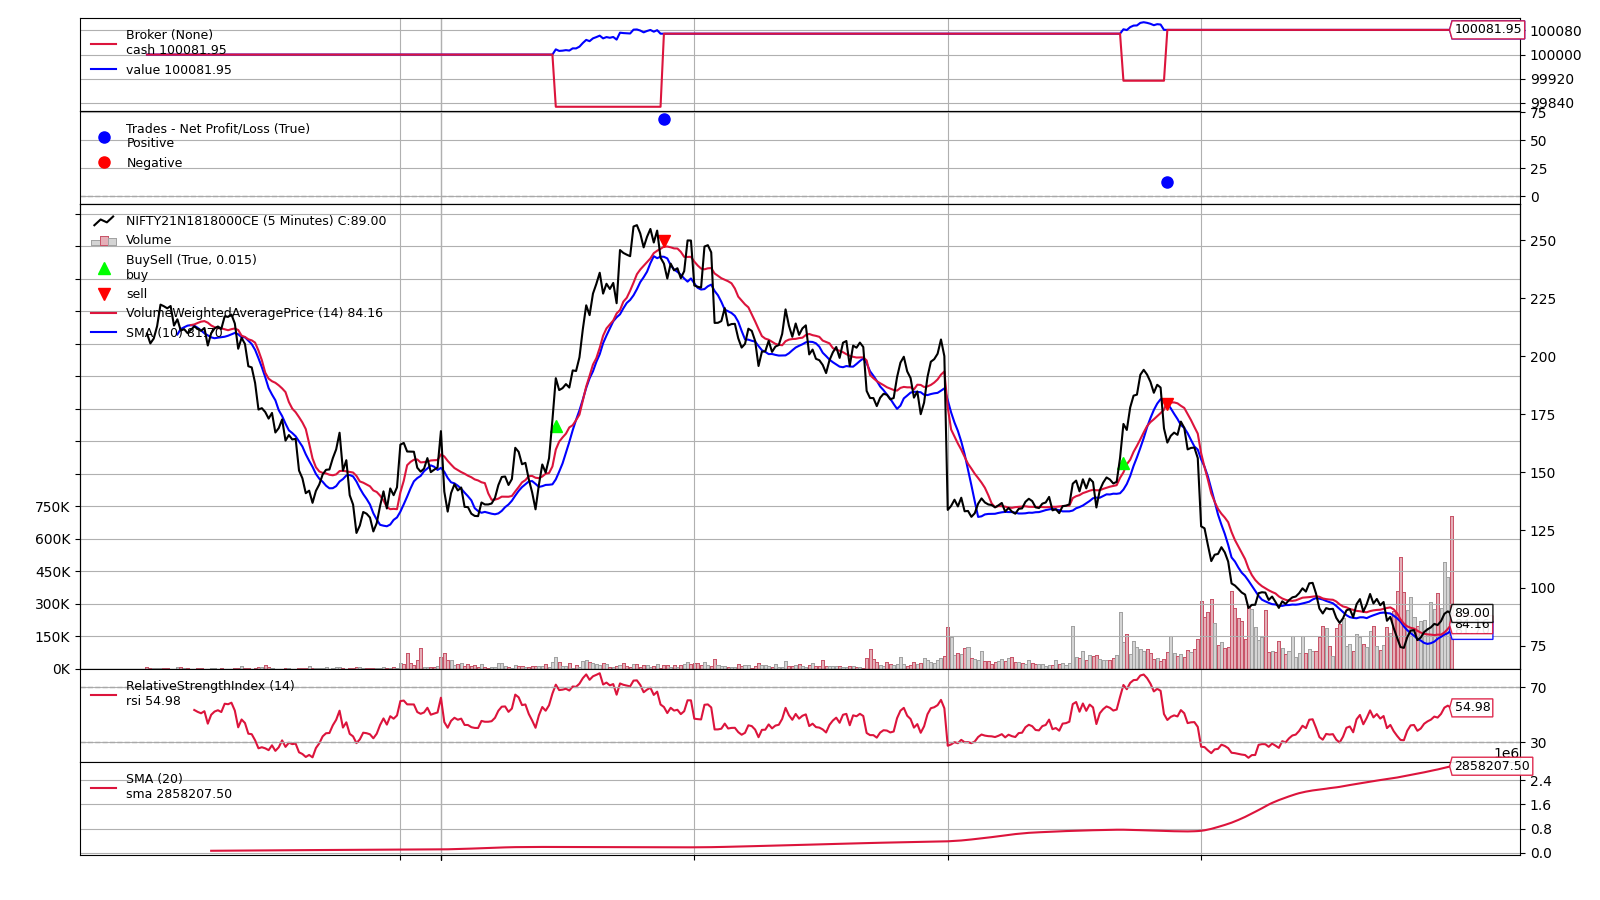 Broker (None)
cash 100081.95
value 100081.95
100081.95
100080
100000
99920
99840
Trades - Net Profit/Loss (True)
Positive
Negative
75
50
25
0
NIFTY21N1818000CE (5 Minutes) C:89.00
Volume
BuySell (True, 0.015)
buy
sell
VolumeWeightedAveragePrice (14) 84.16
SMA (10) 81.70
750K
600K
450K
300K
150K
0K
250
225
200
175
150
125
100
75
89.00
84.16
RelativeStrengthIndex (14)
rsi 54.98
70
54.98
30
1e6
SMA (20)
sma 2858207.50
2858207.50
2.4
1.6
0.8
0.0